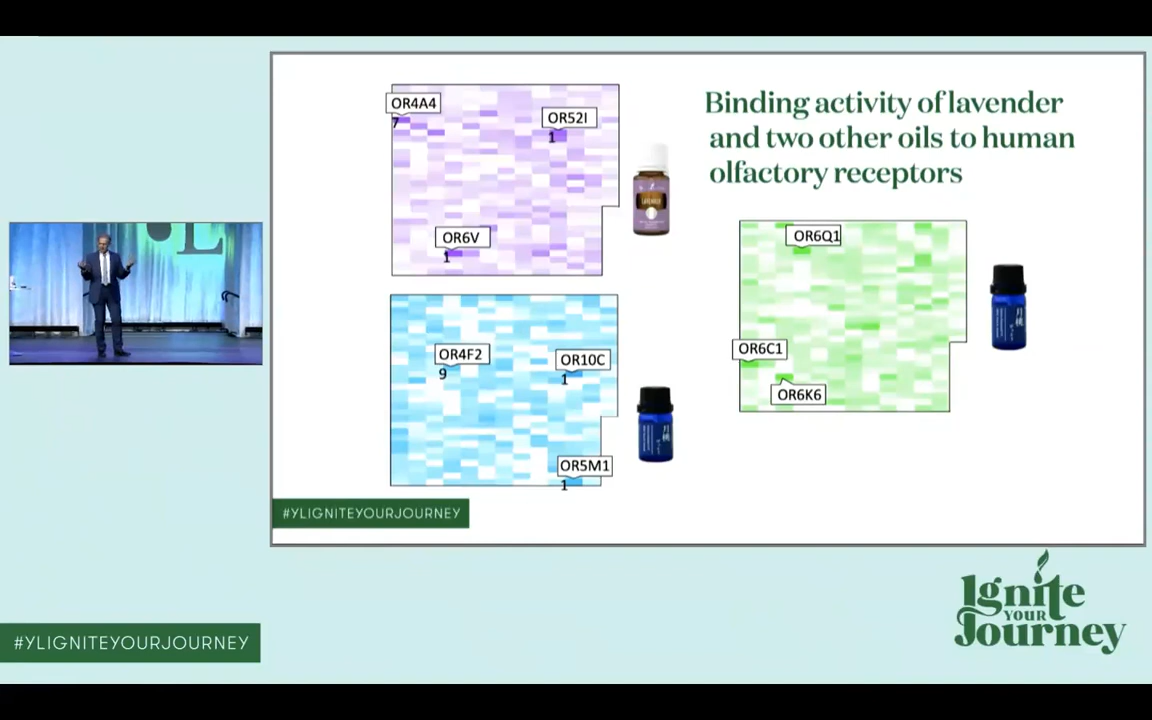 Binding activity of lavender
and two other oils to human
olfactory receptors
OR4A4
7
OR52I
1
OR6V
1
LAVENDER
OR4F2
9
OR10C
1
OR5M1
1
OR6Q1
OR6C1
OR6K6
#YLIGNITEYOURJOURNEY
#YLIGNITEYOURJOURNEY
Ignite
YOUR
Journey